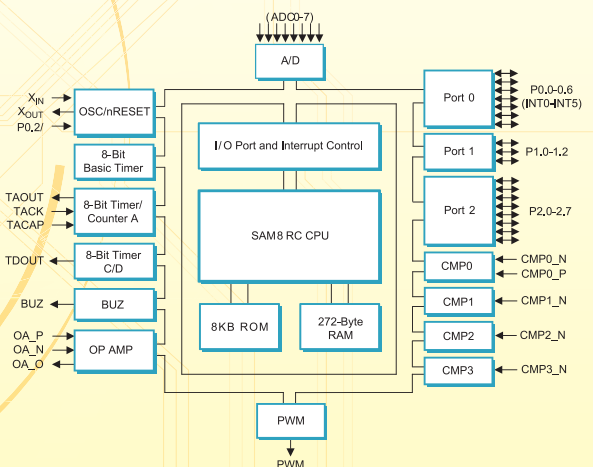 (ADC0-7)
A/D
XIN
XOUT
P0.2/
OSC/nRESET
8-Bit
Basic Timer
TAOUT
TACK
TACAP
8-Bit Timer/
Counter A
TDOUT
8-Bit Timer
C/D
BUZ
BUZ
OA_P
OA_N
OA_O
OP AMP
I/O Port and Interrupt Control
SAM8 RC CPU
8KB ROM
272-Byte
RAM
Port 0
P0.0-0.6
(INT0-INT5)
Port 1
P1.0-1.2
Port 2
P2.0-2.7
CMP0
CMP0_N
CMP0_P
CMP1
CMP1_N
CMP2
CMP2_N
CMP3
CMP3_N
PWM
PWM